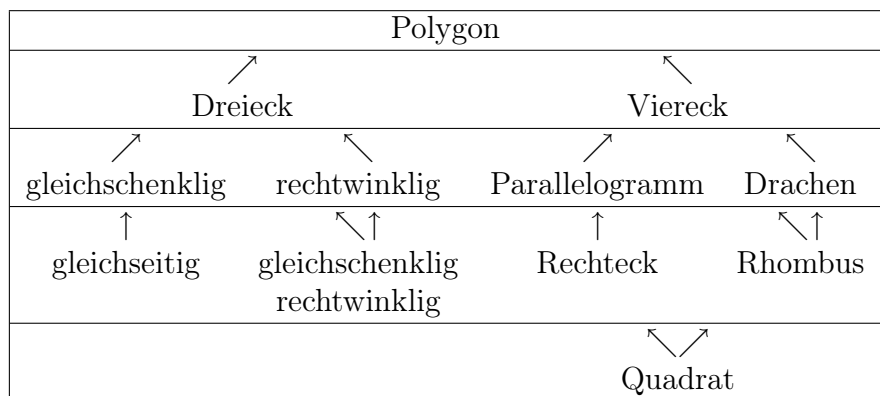 Polygon
Dreieck Viereck
gleichschenklig rechtwinklig Parallelogramm Drachen
gleichseitig gleichschenklig Rechteck Rhombus
rechtwinklig
Quadrat